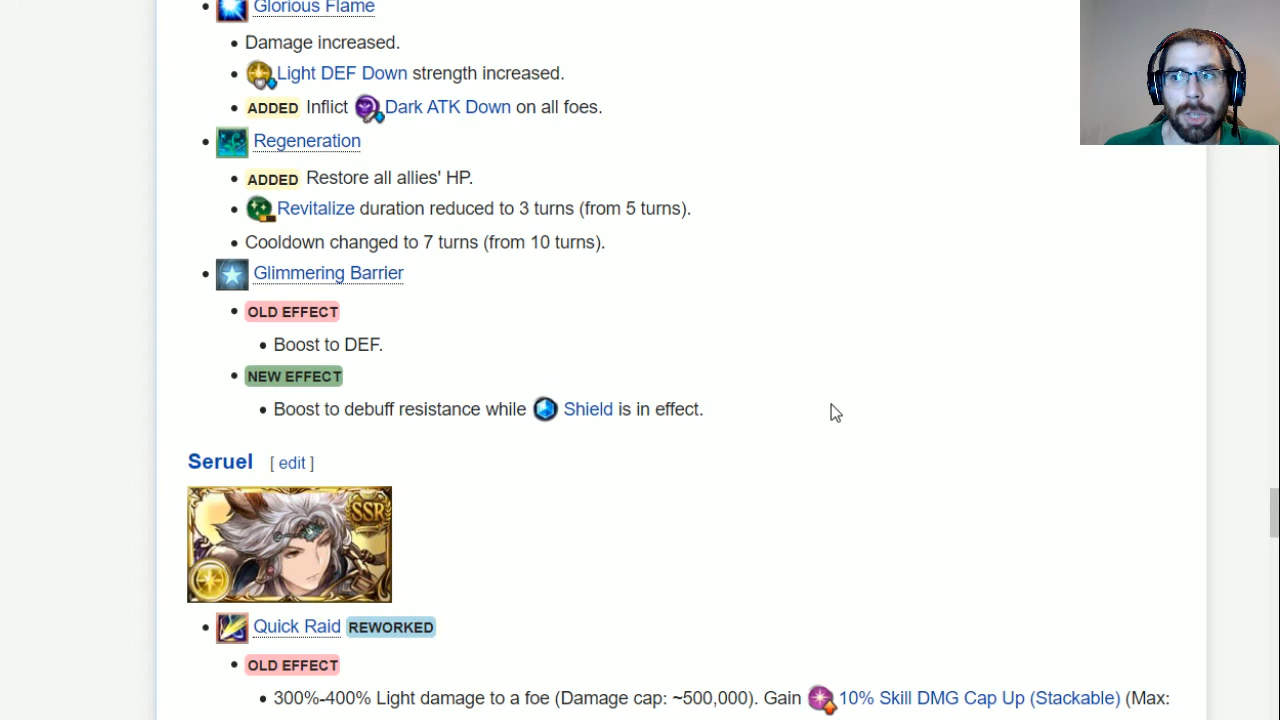 Glorious Flame
Damage increased.
Light DEF Down strength increased.
ADDED Inflict Dark ATK Down on all foes.
Regeneration
ADDED Restore all allies' HP.
Revitalize duration reduced to 3 turns (from 5 turns).
Cooldown changed to 7 turns (from 10 turns).
Glimmering Barrier
OLD EFFECT
Boost to DEF.
NEW EFFECT
Boost to debuff resistance while Shield is in effect.
Seruel [ edit ]
SSR
Quick Raid REWORKED
OLD EFFECT
300%-400% Light damage to a foe (Damage cap: ~500,000). Gain 10% Skill DMG Cap Up (Stackable) (Max: